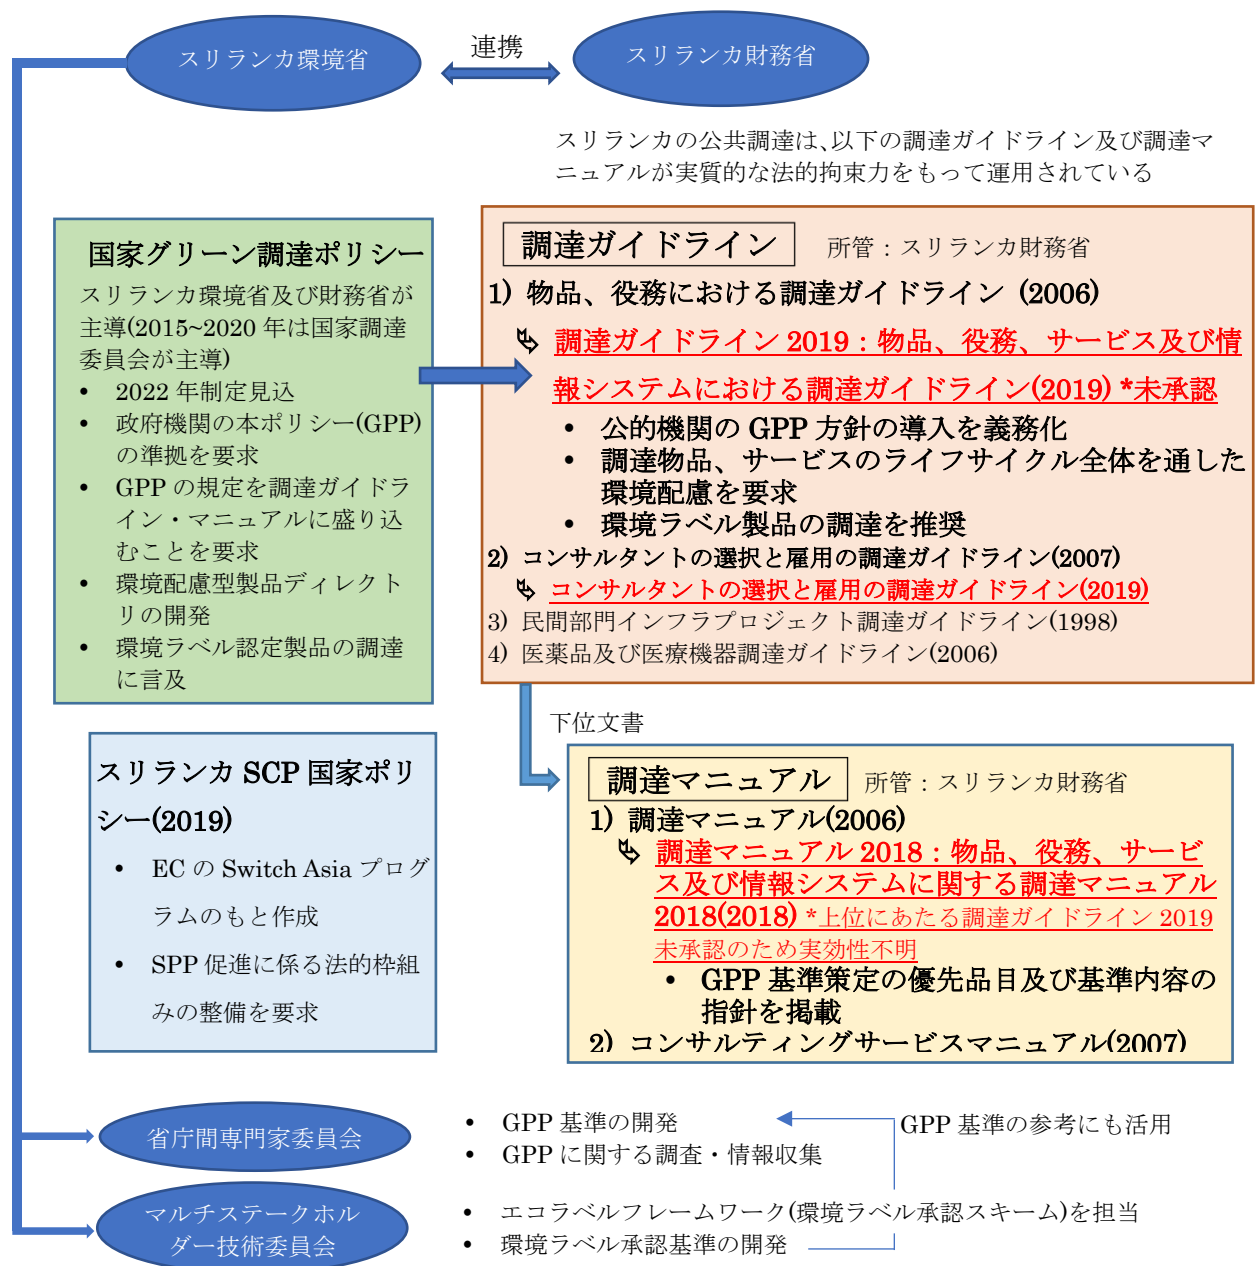 スリランカ環境省
連携
スリランカ財務省
スリランカの公共調達は、以下の調達ガイドライン及び調達マ
ニュアルが実質的な法的拘束力をもって運用されている
国家グリーン調達ポリシー
スリランカ環境省及び財務省が
主導(2015~2020 年は国家調達
委員会が主導)
• 2022 年制定見込
• 政府機関の本ポリシー(GPP)
の準拠を要求
• GPP の規定を調達ガイドラ
イン・マニュアルに盛り込
むことを要求
• 環境配慮型製品ディレクト
リの開発
• 環境ラベル認定製品の調達
に言及
調達ガイドライン 所管：スリランカ財務省
1) 物品、役務における調達ガイドライン (2006)
調達ガイドライン 2019：物品、役務、サービス及び情
報システムにおける調達ガイドライン(2019) *未承認
• 公的機関の GPP 方針の導入を義務化
• 調達物品、サービスのライフサイクル全体を通した
環境配慮を要求
• 環境ラベル製品の調達を推奨
2) コンサルタントの選択と雇用の調達ガイドライン(2007)
コンサルタントの選択と雇用の調達ガイドライン(2019)
3) 民間部門インフラプロジェクト調達ガイドライン(1998)
4) 医薬品及び医療機器調達ガイドライン(2006)
下位文書
スリランカ SCP 国家ポリ
シー(2019)
• EC の Switch Asia プログ
ラムのもと作成
• SPP 促進に係る法的枠組
みの整備を要求
調達マニュアル 所管：スリランカ財務省
1) 調達マニュアル(2006)
調達マニュアル 2018：物品、役務、サービ
ス及び情報システムに関する調達マニュアル
2018(2018) *上位にあたる調達ガイドライン 2019
未承認のため実効性不明
• GPP 基準策定の優先品目及び基準内容の
指針を掲載
2) コンサルティングサービスマニュアル(2007)
省庁間専門家委員会
• GPP 基準の開発
• GPP に関する調査・情報収集
GPP 基準の参考にも活用
マルチステークホル
ダー技術委員会
• エコラベルフレームワーク(環境ラベル承認スキーム)を担当
• 環境ラベル承認基準の開発